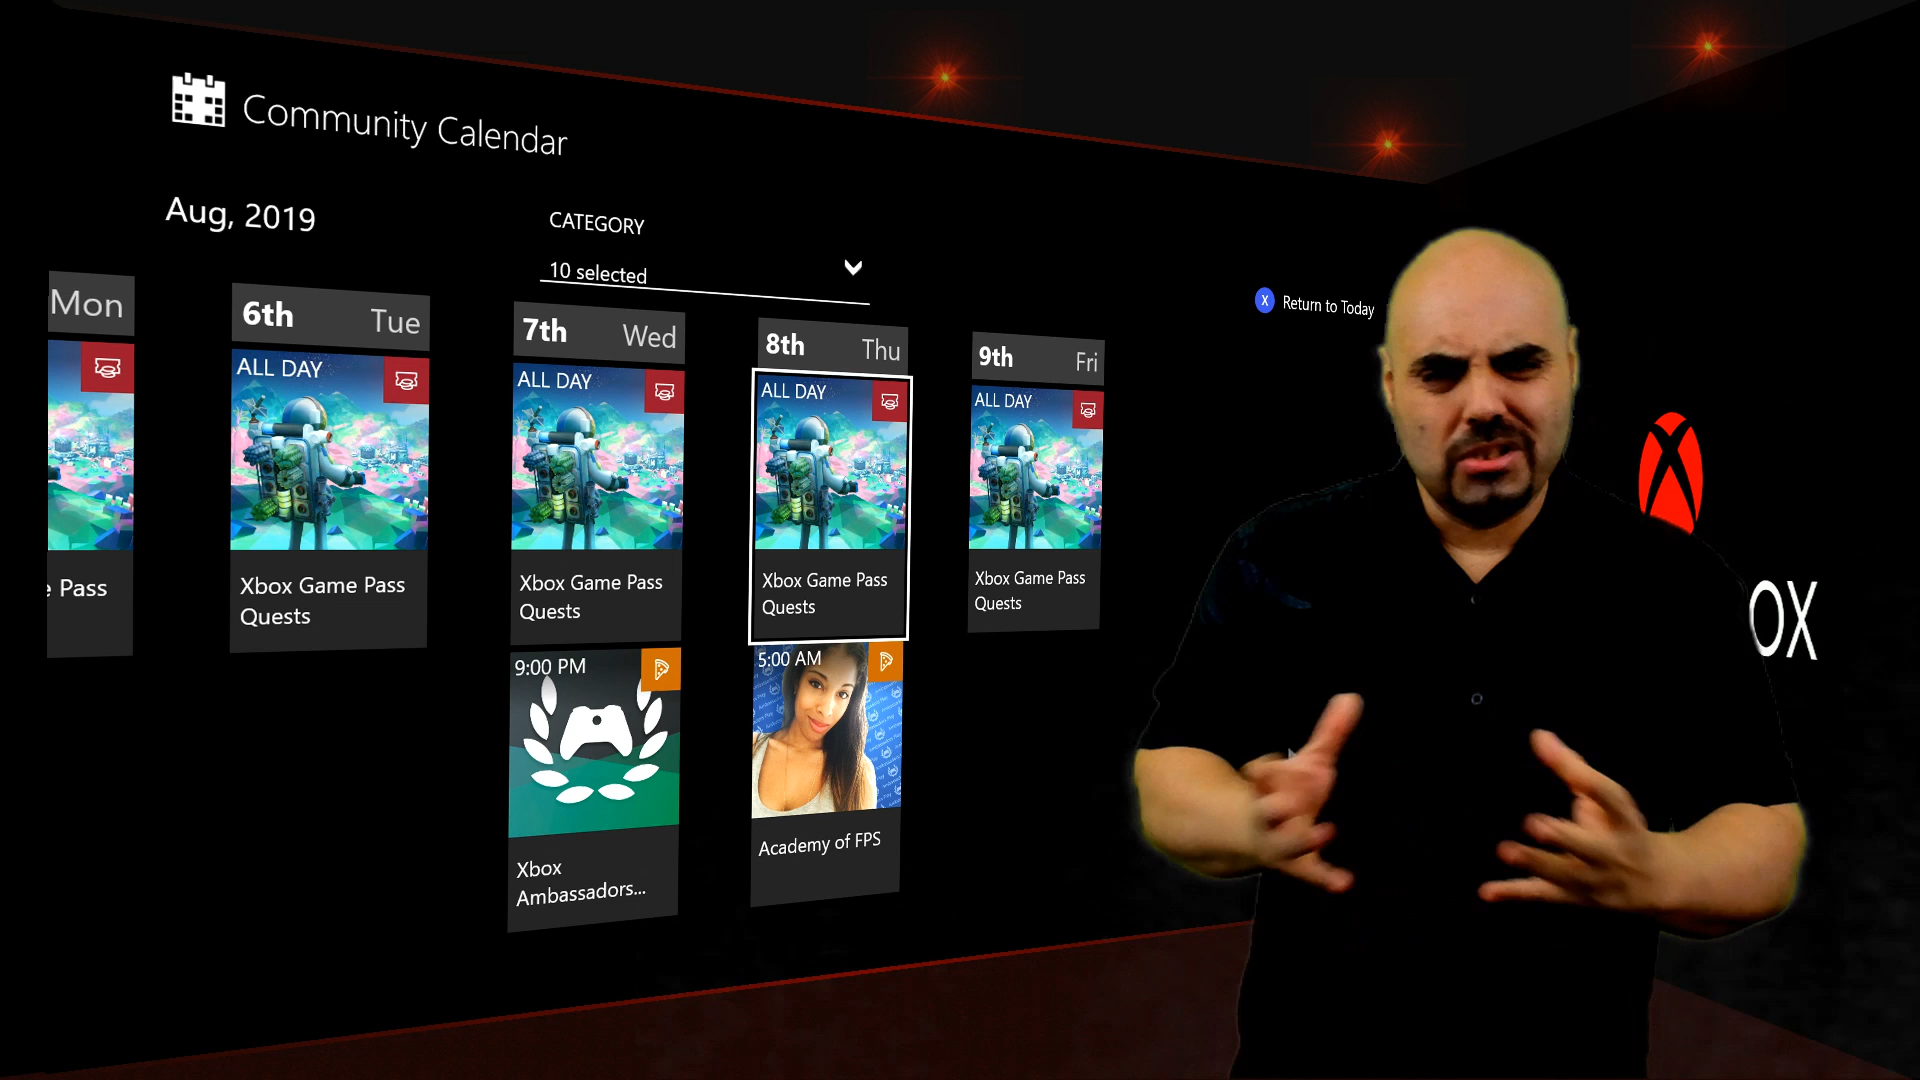 Community Calendar
Aug, 2019
CATEGORY
10 selected
X Return to Today
Mon
6th Tue
7th Wed
8th Thu
9th Fri
ALL DAY
ALL DAY
ALL DAY
ALL DAY
Pass
Xbox Game Pass
Quests
Xbox Game Pass
Quests
Xbox Game Pass
Quests
Xbox Game Pass
Quests
9:00 PM
Xbox
Ambassadors...
5:00 AM
Academy of FPS
OX